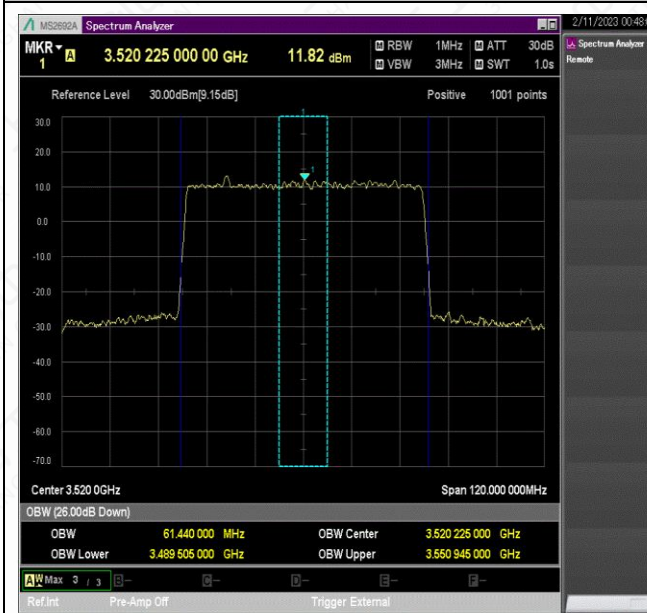 MS2692A Spectrum Analyzer
2/11/2023 00:48:
MKR A 3.520 225 000 00 GHz 11.82 dBm M RBW 1MHz M ATT 30dB
1 M VBW 3MHz M SWT 1.0s
Spectrum Analyzer
Remote
Reference Level 30.00dBm[9.15dB] Positive 1001 points
1
30.0
20.0
1
10.0
0.0
-10.0
-20.0
-30.0
-40.0
-50.0
-60.0
-70.0
Center 3.520 0GHz Span 120.000 000MHz
OBW (26.00dB Down)
OBW 61.440 000 MHz OBW Center 3.520 225 000 GHz
OBW Lower 3.489 505 000 GHz OBW Upper 3.550 945 000 GHz
A W Max 3 / 3 B- C- D- E- F-
Ref.Int Pre-Amp Off Trigger External